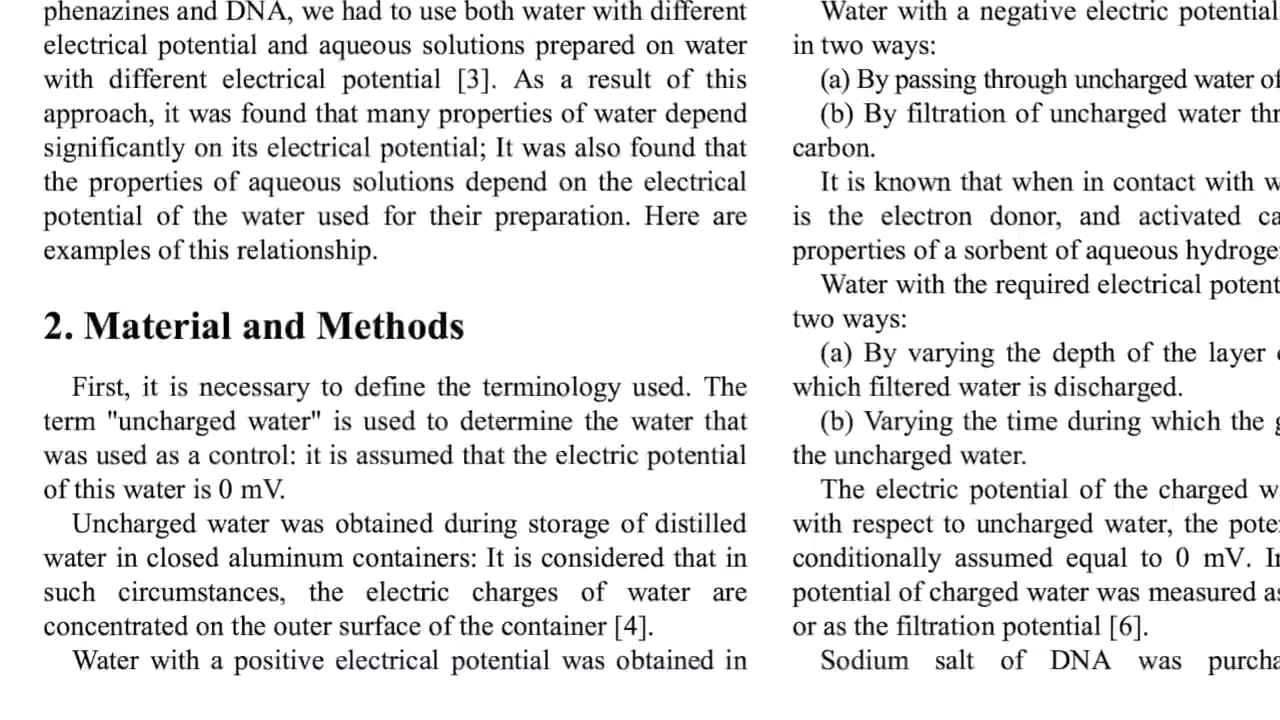 phenazines and DNA, we had to use both water with different
electrical potential and aqueous solutions prepared on water
with different electrical potential [3]. As a result of this
approach, it was found that many properties of water depend
significantly on its electrical potential; It was also found that
the properties of aqueous solutions depend on the electrical
potential of the water used for their preparation. Here are
examples of this relationship.
2. Material and Methods
First, it is necessary to define the terminology used. The
term "uncharged water" is used to determine the water that
was used as a control: it is assumed that the electric potential
of this water is 0 mV.
Uncharged water was obtained during storage of distilled
water in closed aluminum containers: It is considered that in
such circumstances, the electric charges of water are
concentrated on the outer surface of the container [4].
Water with a positive electrical potential was obtained in
Water with a negative electric potential
in two ways:
(a) By passing through uncharged water of
(b) By filtration of uncharged water
carbon.
It is known that when in contact with
is the electron donor, and activated
properties of a sorbent of aqueous
Water with the required electrical
two ways:
(a) By varying the depth of the layer
which filtered water is discharged.
(b) Varying the time during which the
the uncharged water.
The electric potential of the charged
with respect to uncharged water, the
conditionally assumed equal to 0 mV.
potential of charged water was measured
or as the filtration potential [6].
Sodium salt of DNA was